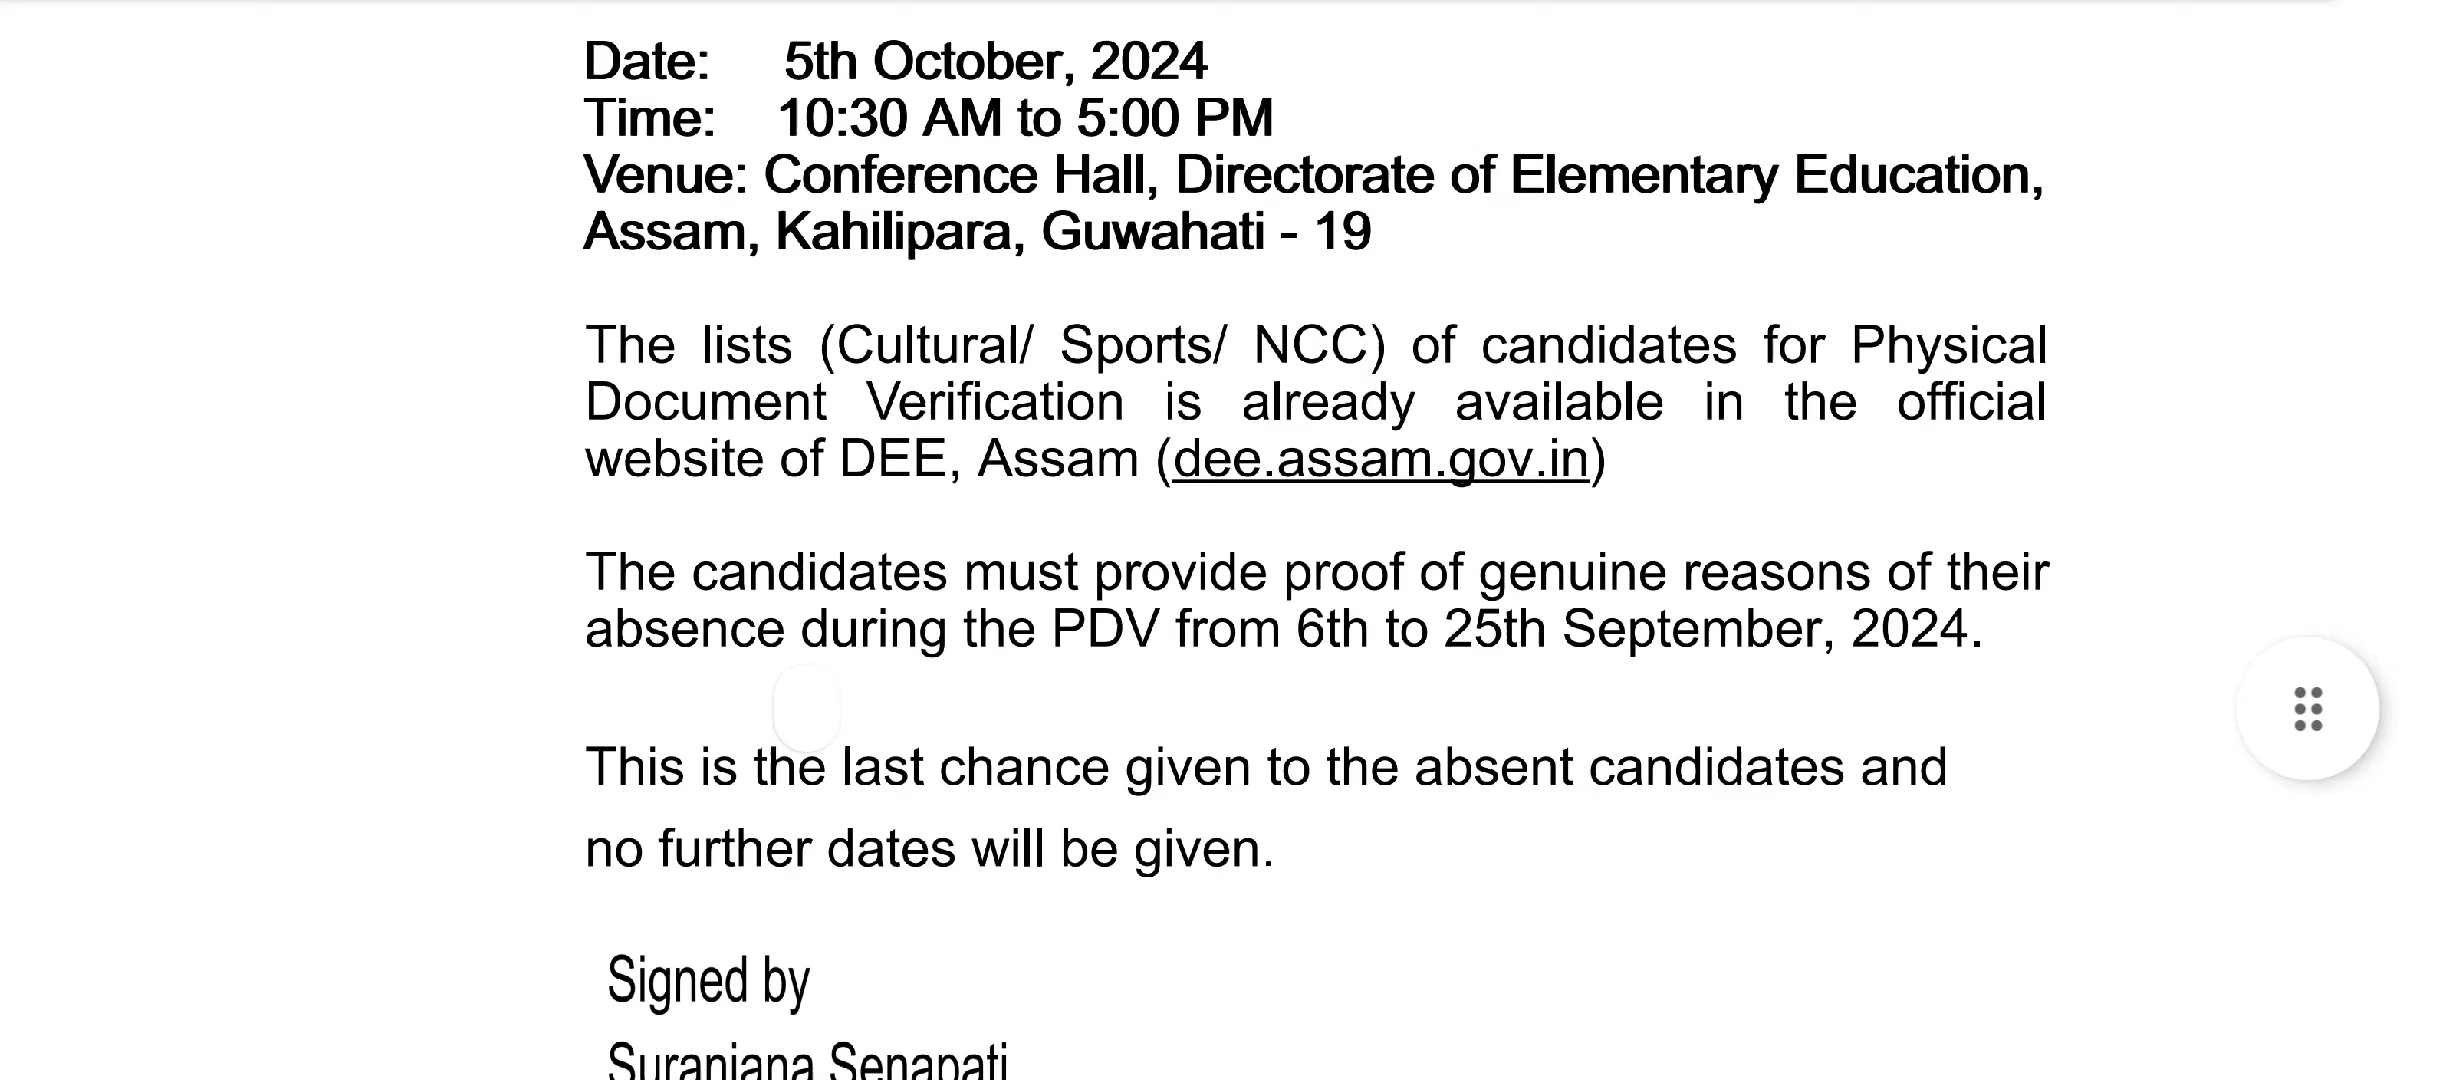 Date: 5th October, 2024
Time: 10:30 AM to 5:00 PM
Venue: Conference Hall, Directorate of Elementary Education,
Assam, Kahilipara, Guwahati - 19
The lists (Cultural/ Sports/ NCC) of candidates for Physical
Document Verification is already available in the official
website of DEE, Assam (dee.assam.gov.in)
The candidates must provide proof of genuine reasons of their
absence during the PDV from 6th to 25th September, 2024.
This is the last chance given to the absent candidates and
no further dates will be given.
Signed by
Suranjana Senapati